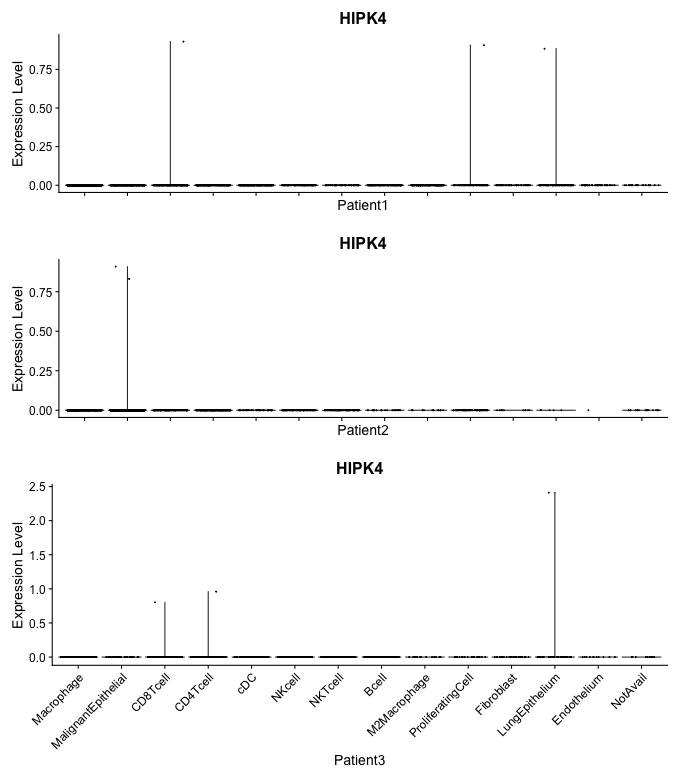 HIPK4
Expression Level
0.75
0.50
0.25
0.00
Patient1
HIPK4
Expression Level
0.75
0.50
0.25
0.00
Patient2
HIPK4
Expression Level
2.5
2.0
1.5
1.0
0.5
0.0
Macrophage
MalignantEpithelial
CD8Tcell
CD4Tcell
cDC
NKcell
NKTcell
Bcell
M2Macrophage
ProliferatingCell
Fibroblast
LungEpithelium
Endothelium
NotAvail
Patient3